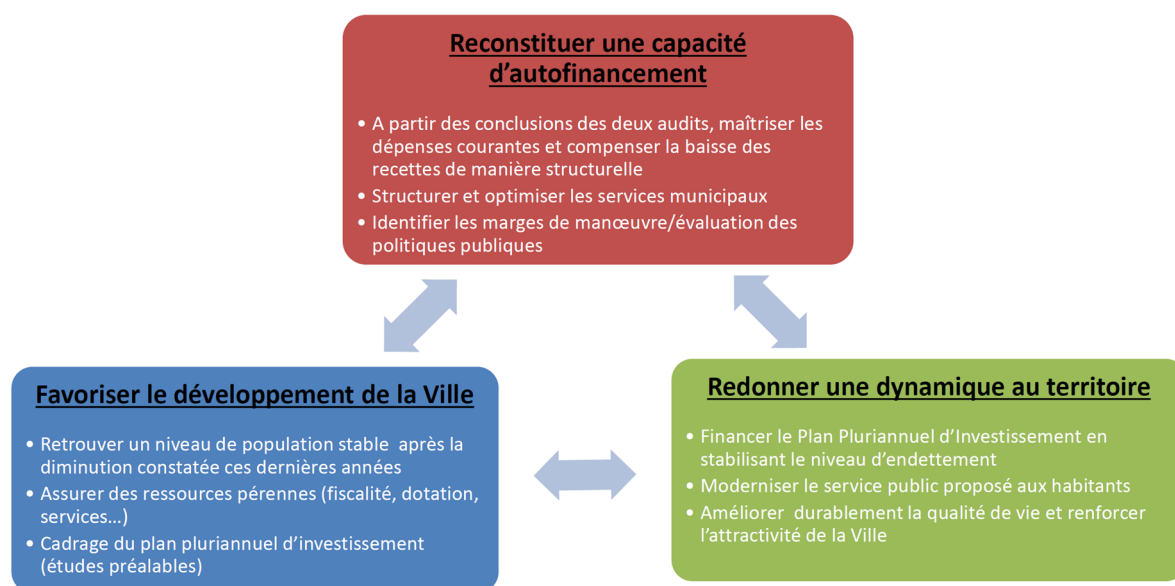 Reconstituer une capacité
d'autofinancement
• A partir des conclusions des deux audits, maîtriser les
dépenses courantes et compenser la baisse des
recettes de manière structurelle
• Structurer et optimiser les services municipaux
• Identifier les marges de manœuvre/évaluation des
politiques publiques
Favoriser le développement de la Ville
• Retrouver un niveau de population stable après la
diminution constatée ces dernières années
• Assurer des ressources pérennes (fiscalité, dotation,
services…)
• Cadrage du plan pluriannuel d'investissement
(études préalables)
Redonner une dynamique au territoire
• Financer le Plan Pluriannuel d'Investissement en
stabilisant le niveau d'endettement
• Moderniser le service public proposé aux habitants
• Améliorer durablement la qualité de vie et renforcer
l'attractivité de la Ville